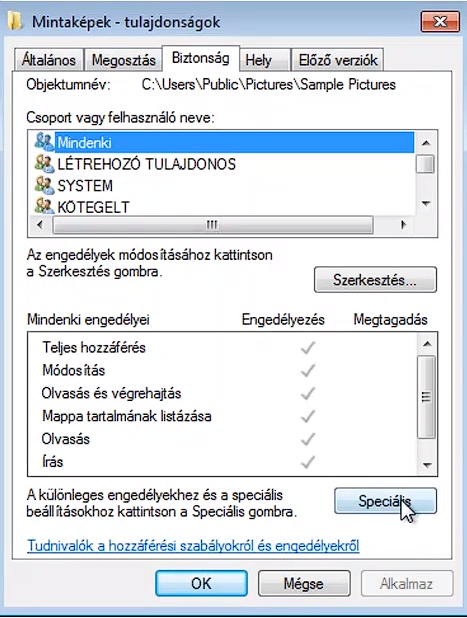 Mintaképek - tulajdonságok
Általános Megosztás Biztonság Hely Előző verziók
Objektumnév: C:\Users\Public\Pictures\Sample Pictures
Csoport vagy felhasználó neve:
Mindenki
LÉTREHOZÓ TULAJDONOS
SYSTEM
KÖTEGELT
Az engedélyek módosításához kattintson
a Szerkesztés gombra.
Szerkesztés...
Mindenki engedélyei Engedélyezés Megtagadás
Teljes hozzáférés
Módosítás
Olvasás és végrehajtás
Mappa tartalmának listázása
Olvasás
Írás
A különleges engedélyekhez és a speciális
beállításokhoz kattintson a Speciális gombra.
Speciális
Tudnivalók a hozzáférési szabályokról és engedélyekről
OK Mégse Alkalmaz